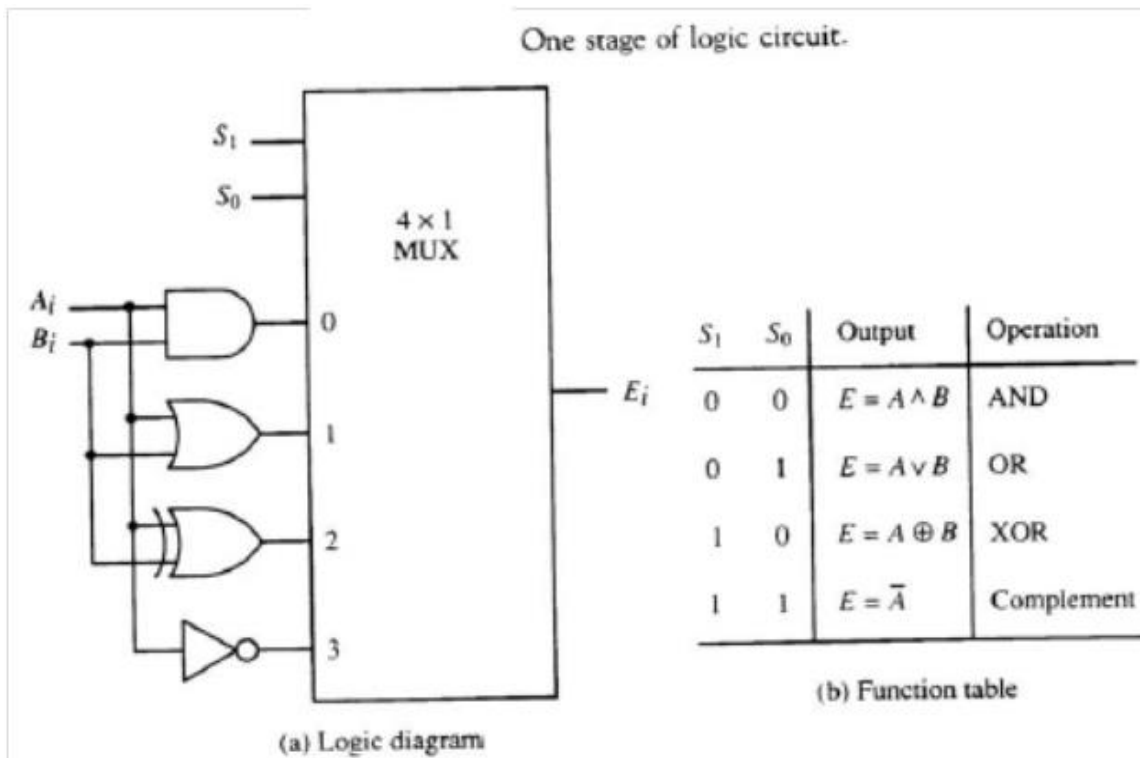 One stage of logic circuit.
S₁
S₀
4 × 1
MUX
Aᵢ
Bᵢ
0
1
2
3
Eᵢ
S₁ S₀ Output Operation
0 0 E = A ∧ B AND
0 1 E = A ∨ B OR
1 0 E = A ⊕ B XOR
1 1 E = A̅ Complement
(a) Logic diagram
(b) Function table